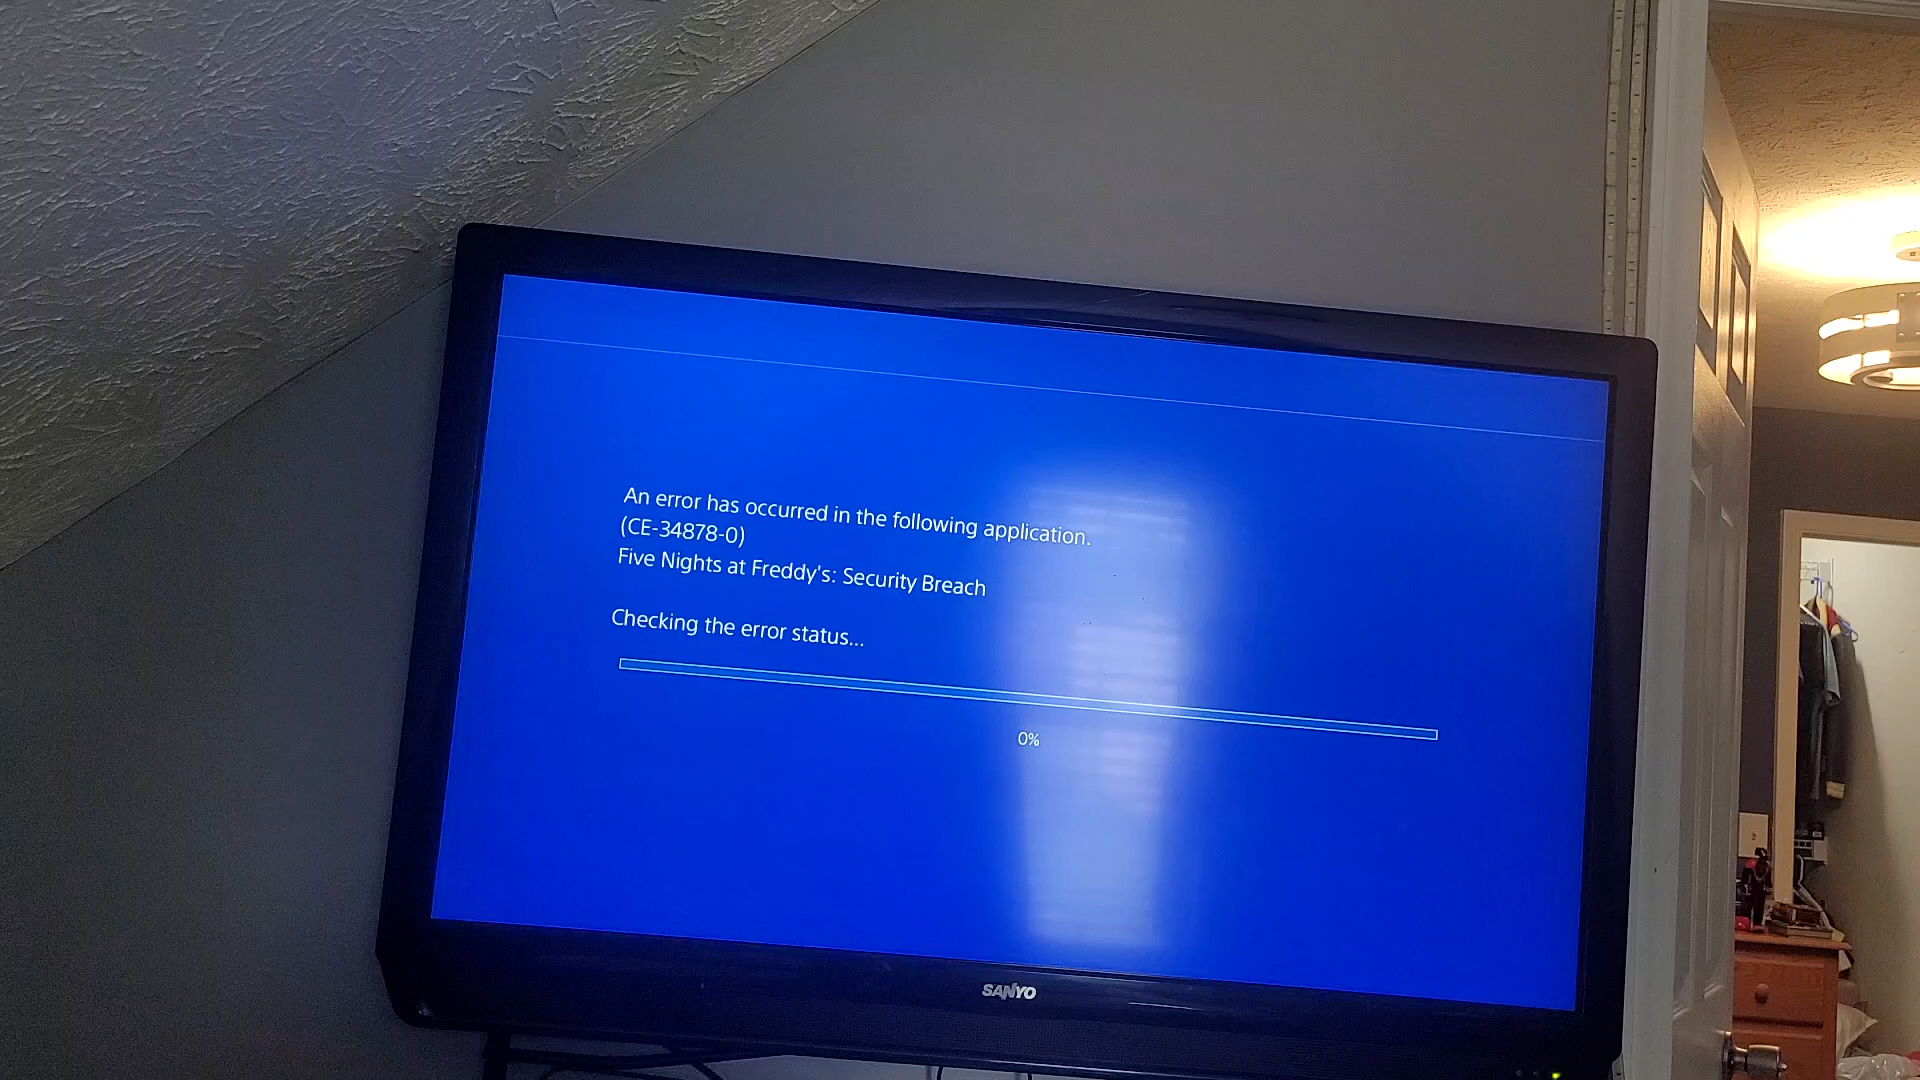 An error has occurred in the following application.
(CE-34878-0)
Five Nights at Freddy's: Security Breach
Checking the error status...
0%
SANYO